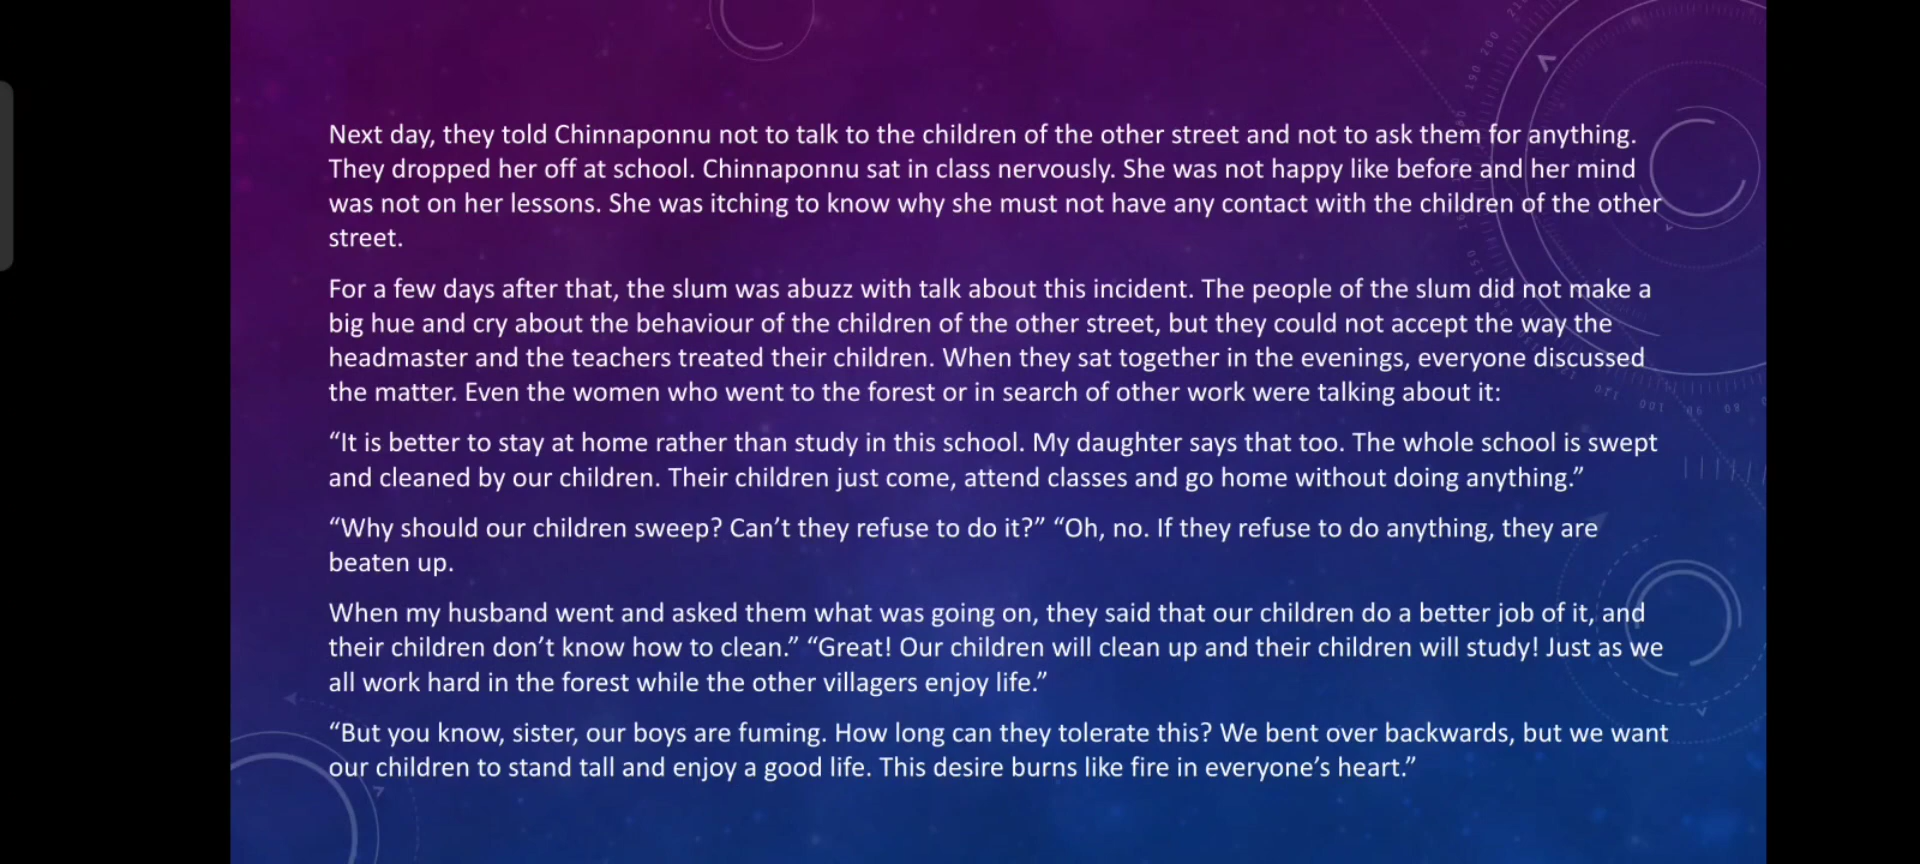 Next day, they told Chinnaponnu not to talk to the children of the other street and not to ask them for anything.
They dropped her off at school. Chinnaponnu sat in class nervously. She was not happy like before and her mind
was not on her lessons. She was itching to know why she must not have any contact with the children of the other
street.
For a few days after that, the slum was abuzz with talk about this incident. The people of the slum did not make a
big hue and cry about the behaviour of the children of the other street, but they could not accept the way the
headmaster and the teachers treated their children. When they sat together in the evenings, everyone discussed
the matter. Even the women who went to the forest or in search of other work were talking about it:
“It is better to stay at home rather than study in this school. My daughter says that too. The whole school is swept
and cleaned by our children. Their children just come, attend classes and go home without doing anything.”
“Why should our children sweep? Can’t they refuse to do it?” “Oh, no. If they refuse to do anything, they are
beaten up.
When my husband went and asked them what was going on, they said that our children do a better job of it, and
their children don’t know how to clean.” “Great! Our children will clean up and their children will study! Just as we
all work hard in the forest while the other villagers enjoy life.”
“But you know, sister, our boys are fuming. How long can they tolerate this? We bent over backwards, but we want
our children to stand tall and enjoy a good life. This desire burns like fire in everyone’s heart.”